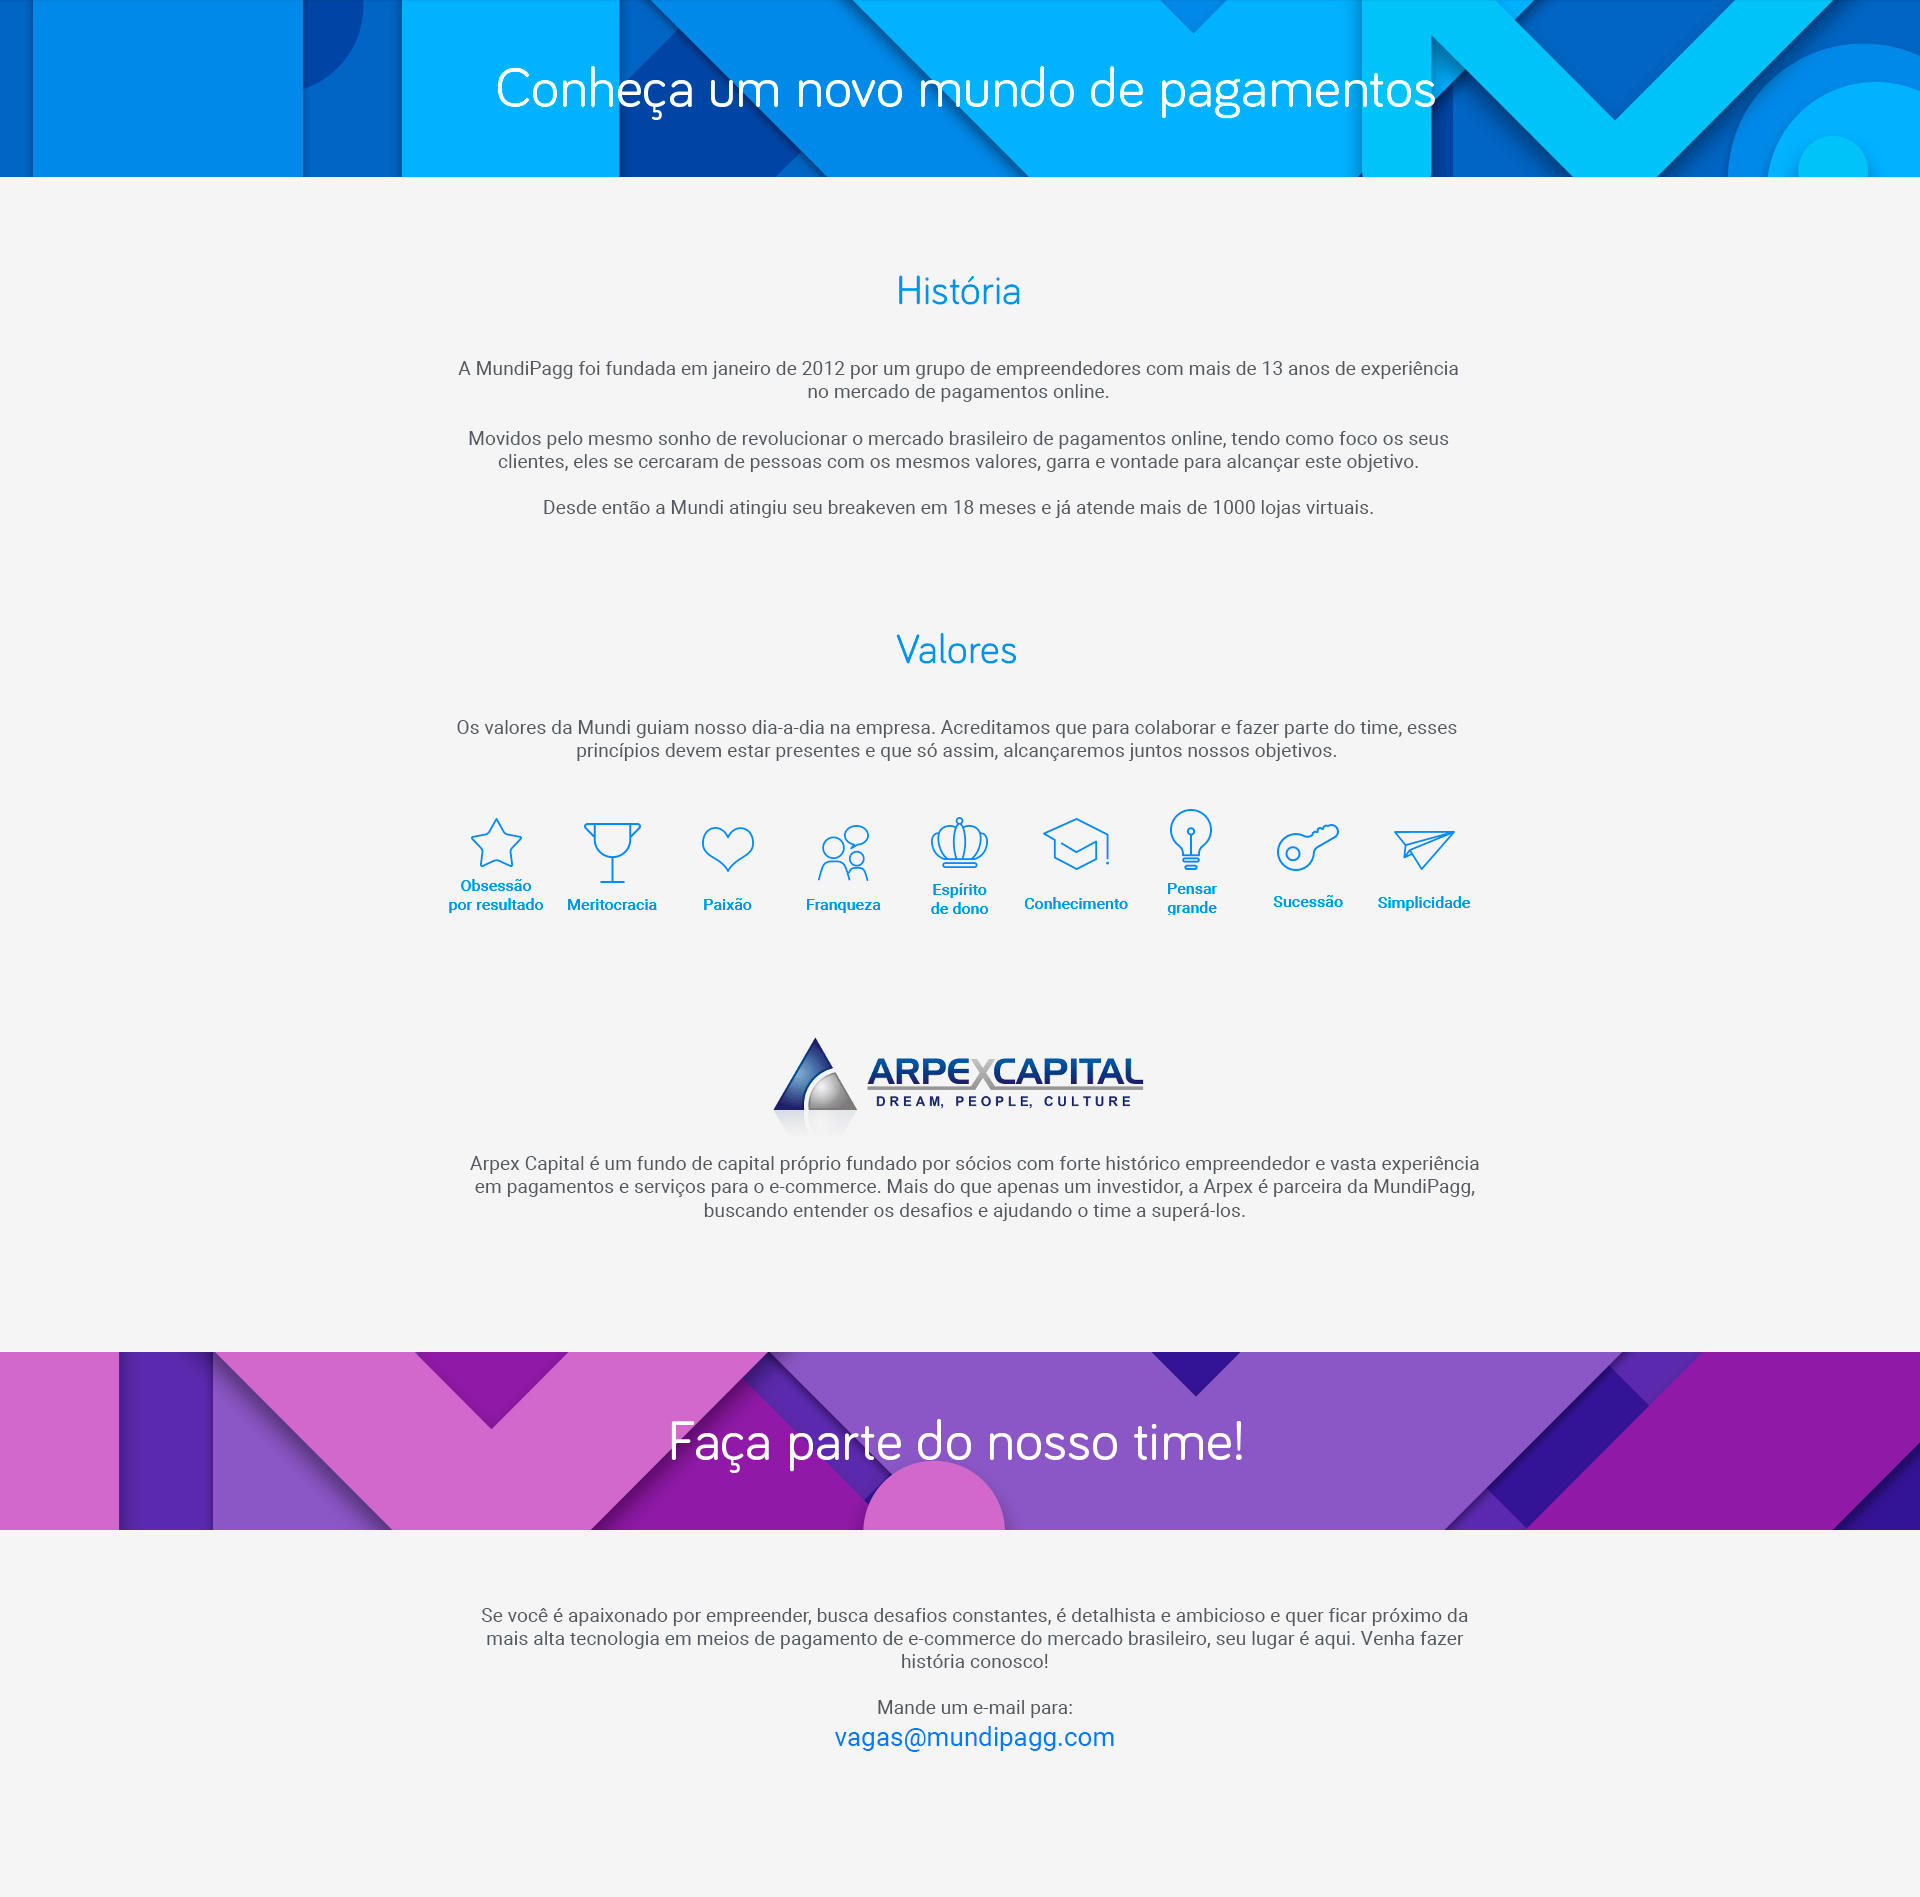 Conheça um novo mundo de pagamentos
História
A MundiPagg foi fundada em janeiro de 2012 por um grupo de empreendedores com mais de 13 anos de experiência
no mercado de pagamentos online.
Movidos pelo mesmo sonho de revolucionar o mercado brasileiro de pagamentos online, tendo como foco os seus
clientes, eles se cercaram de pessoas com os mesmos valores, garra e vontade para alcançar este objetivo.
Desde então a Mundi atingiu seu breakeven em 18 meses e já atende mais de 1000 lojas virtuais.
Valores
Os valores da Mundi guiam nosso dia-a-dia na empresa. Acreditamos que para colaborar e fazer parte do time, esses
princípios devem estar presentes e que só assim, alcançaremos juntos nossos objetivos.
Obsessão
por resultado
Meritocracia
Paixão
Franqueza
Espírito
de dono
Conhecimento
Pensar
grande
Sucessão
Simplicidade
ARPEXCAPITAL
DREAM, PEOPLE, CULTURE
Arpex Capital é um fundo de capital próprio fundado por sócios com forte histórico empreendedor e vasta experiência
em pagamentos e serviços para o e-commerce. Mais do que apenas um investidor, a Arpex é parceira da MundiPagg,
buscando entender os desafios e ajudando o time a superá-los.
Faça parte do nosso time!
Se você é apaixonado por empreender, busca desafios constantes, é detalhista e ambicioso e quer ficar próximo da
mais alta tecnologia em meios de pagamento de e-commerce do mercado brasileiro, seu lugar é aqui. Venha fazer
história conosco!
Mande um e-mail para:
vagas@mundipagg.com